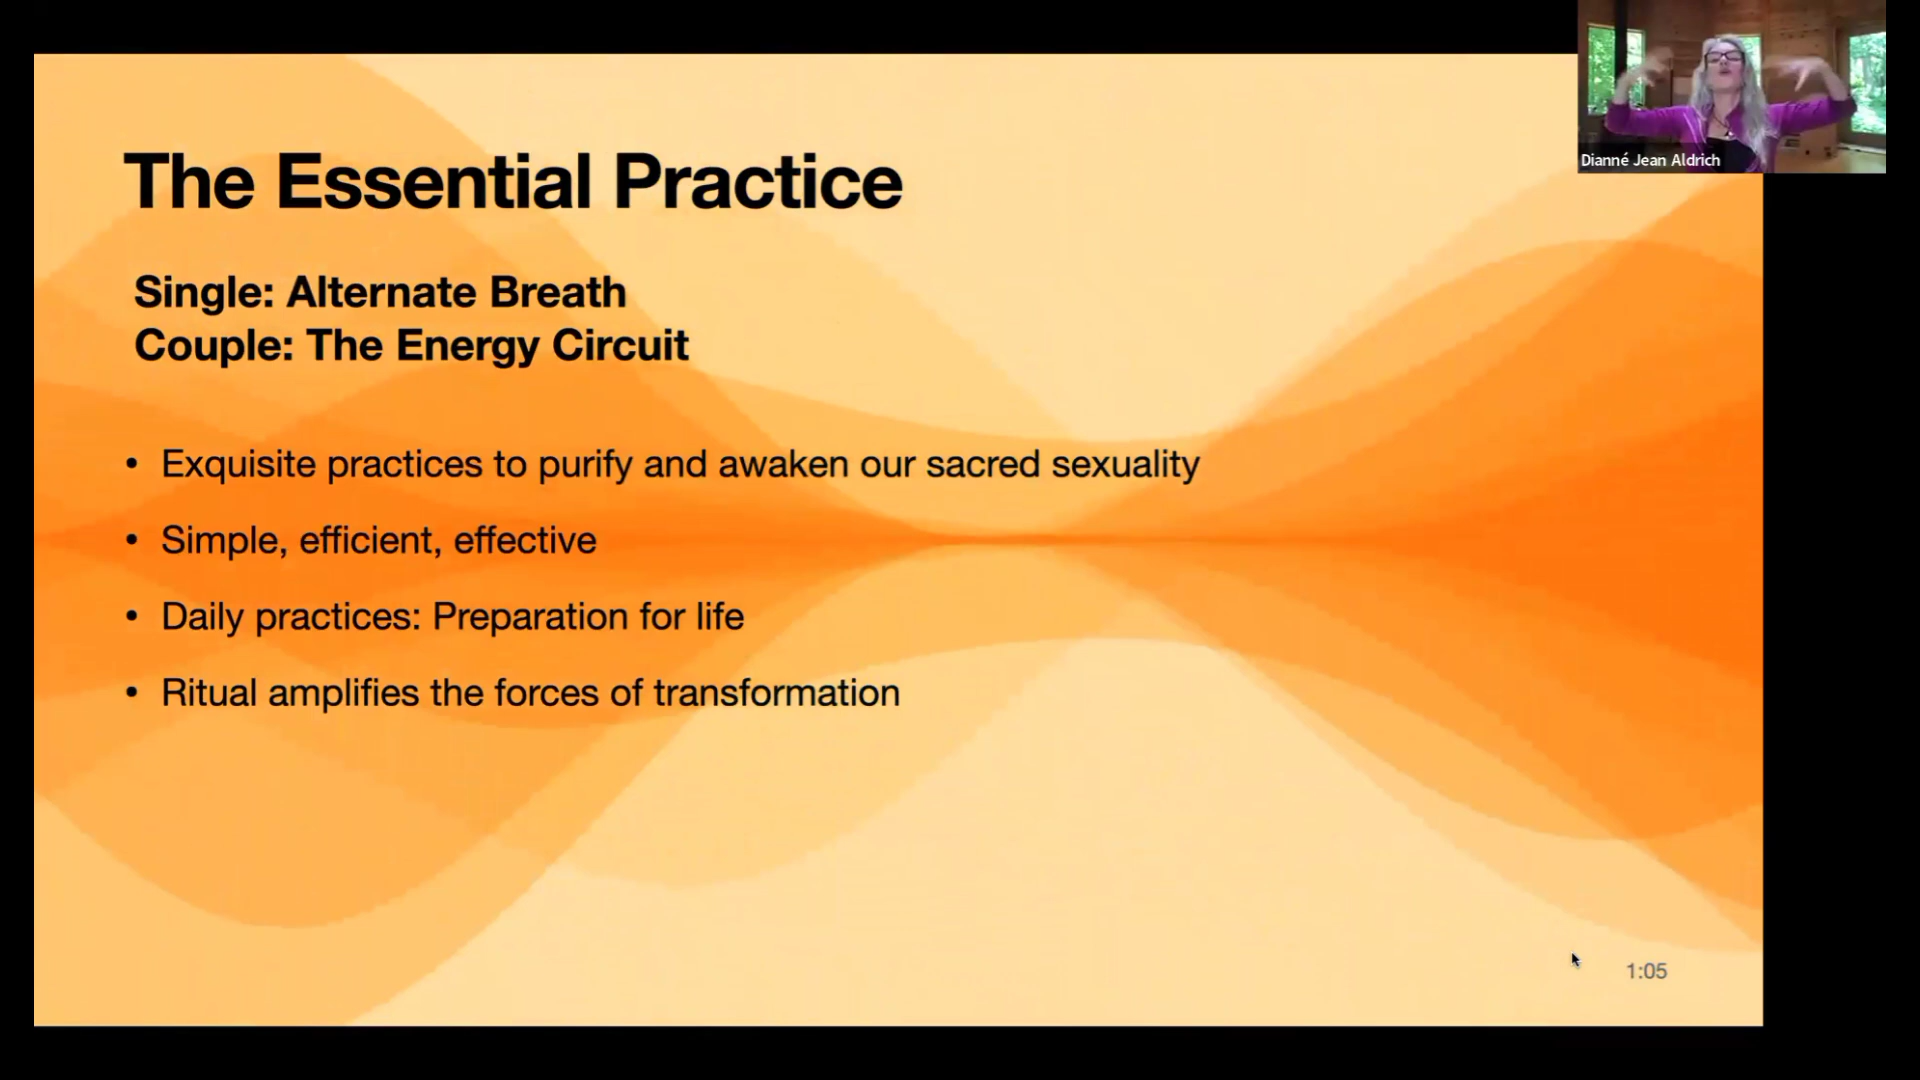 Dianné Jean Aldrich
The Essential Practice
Single: Alternate Breath
Couple: The Energy Circuit
• Exquisite practices to purify and awaken our sacred sexuality
• Simple, efficient, effective
• Daily practices: Preparation for life
• Ritual amplifies the forces of transformation
1:05